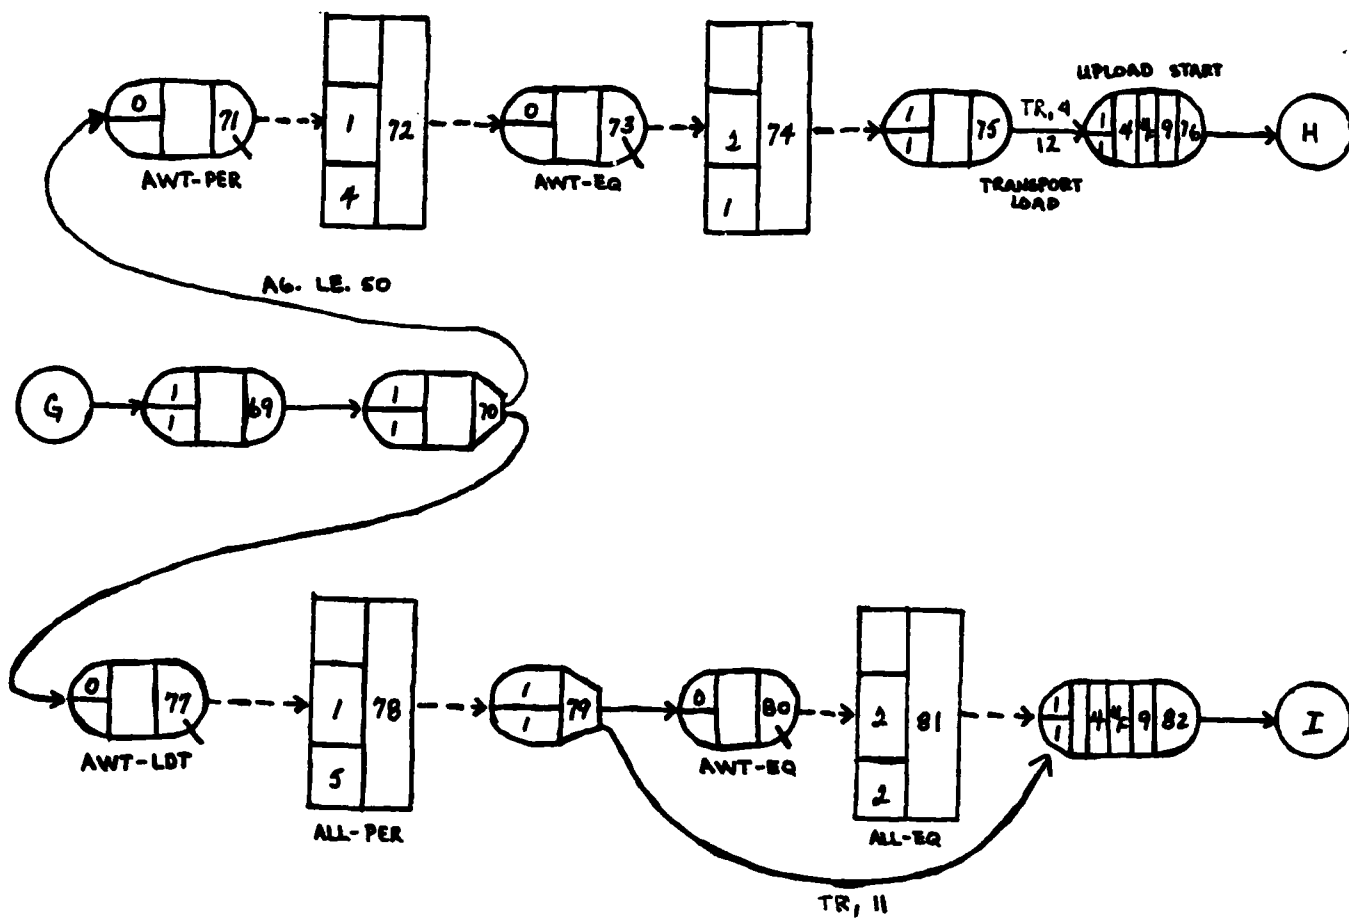 UPLOAD START
0 71
AWT-PER
1 72
4
0 73
AWT-EQ
2 74
1
1 75
1
TR, 4
12
TRANSPORT
LOAD
1 4 9 76
1
H
A6. LE. 50
G
1 69
1
1 70
1
0 77
AWT-LDT
1 78
5
ALL-PER
1 79
1
0 80
AWT-EQ
2 81
2
ALL-EQ
1 4 9 82
1
I
TR, 11